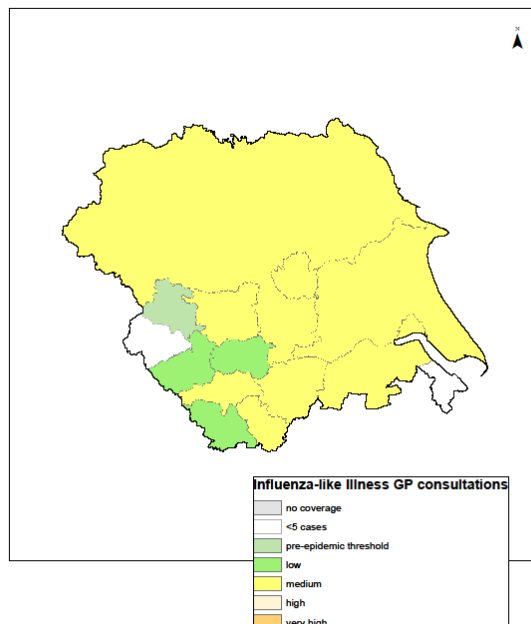 Influenza-like Illness GP consultations
no coverage
<5 cases
pre-epidemic threshold
low
medium
high
very high